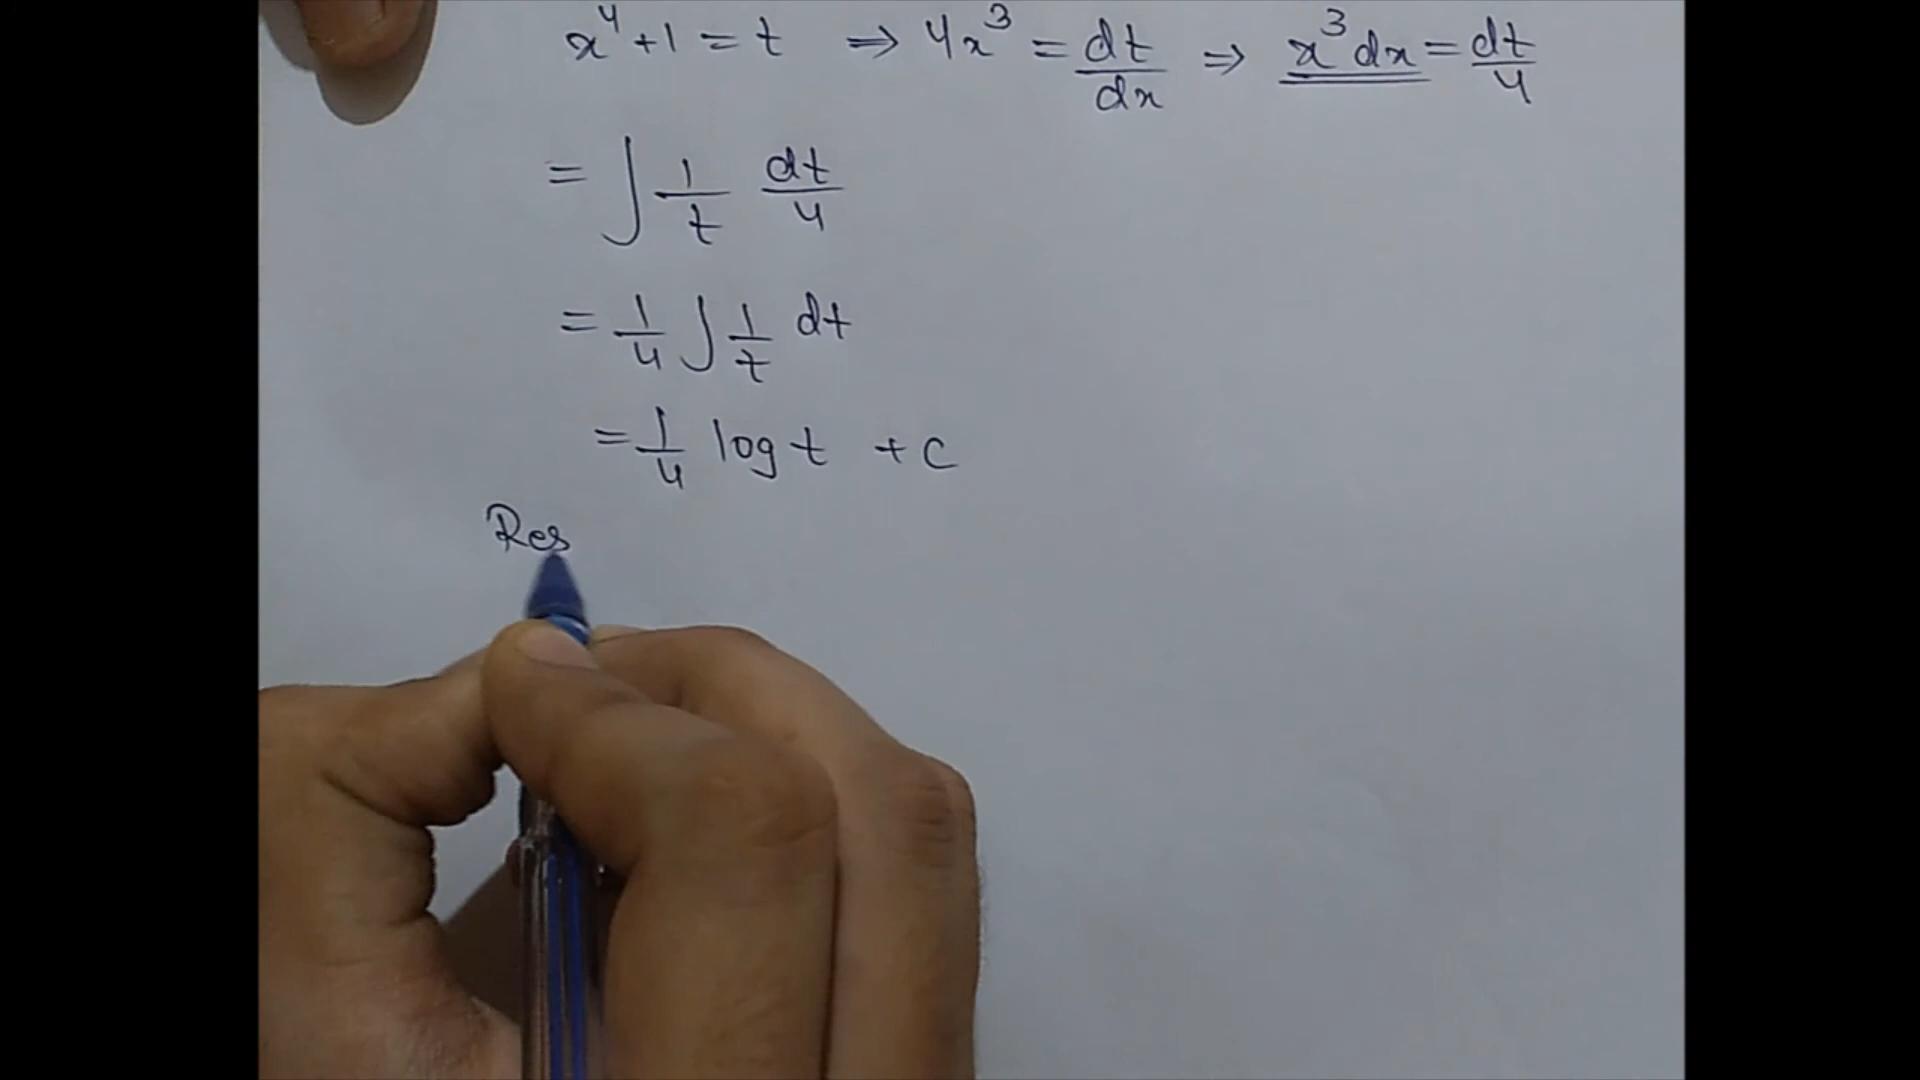 x⁴+1 = t ⇒ 4x³ = dt/dx ⇒ x³dx = dt/4
= ∫ 1/t dt/4
= 1/4 ∫ 1/t dt
= 1/4 log t + c
Res